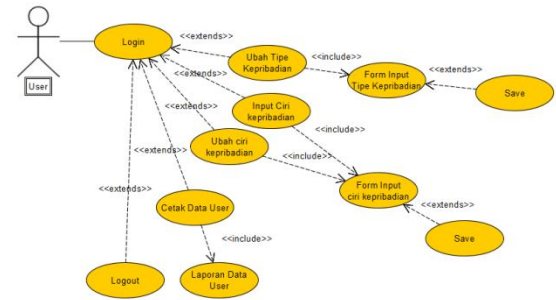 Login
User
<<extends>>
Ubah Tipe
Kepribadian
<<include>>
Form Input
Tipe Kepribadian
<<extends>>
Save
<<extends>>
Input Ciri
kepribadian
<<extends>>
<<include>>
Ubah ciri
kepribadian
<<extends>>
<<include>>
Form Input
ciri kepribadian
<<extends>>
Cetak Data User
<<extends>>
Save
<<include>>
Logout
Laporan Data
User